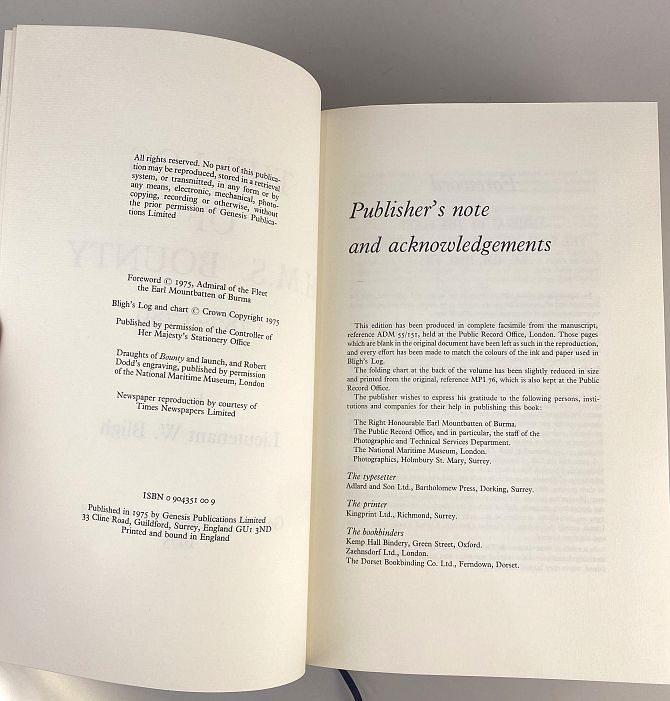 All rights reserved. No part of this publica-
tion may be reproduced, stored in a retrieval
system, or transmitted, in any form or by
any means, electronic, mechanical, photo-
copying, recording or otherwise, without
the prior permission of Genesis Publica-
tions Limited
Foreword © 1975, Admiral of the Fleet
the Earl Mountbatten of Burma
Bligh's Log and chart © Crown Copyright 1975
Published by permission of the Controller of
Her Majesty's Stationery Office
Draughts of Bounty and launch, and Robert
Dodd's engraving, published by permission
of the National Maritime Museum, London
Newspaper reproduction by courtesy of
Times Newspapers Limited
ISBN 0 904351 00 9
Published in 1975 by Genesis Publications Limited
33 Cline Road, Guildford, Surrey, England GU1 3ND
Printed and bound in England
Publisher's note
and acknowledgements
This edition has been produced in complete facsimile from the manuscript,
reference ADM 55/151, held at the Public Record Office, London. Those pages
which are blank in the original document have been left as such in the reproduction,
and every effort has been made to match the colours of the ink and paper used in
Bligh's Log.
The folding chart at the back of the volume has been slightly reduced in size
and printed from the original, reference MPI 76, which is also kept at the Public
Record Office.
The publisher wishes to express his gratitude to the following persons, insti-
tutions and companies for their help in publishing this book:
The Right Honourable Earl Mountbatten of Burma.
The Public Record Office, and in particular, the staff of the
Photographic and Technical Services Department.
The National Maritime Museum, London.
Photographics, Holmbury St. Mary, Surrey.
The typesetter
Adlard and Son Ltd., Bartholomew Press, Dorking, Surrey.
The printer
Kingprint Ltd., Richmond, Surrey.
The bookbinders
Kemp Hall Bindery, Green Street, Oxford.
Zaehnsdorf Ltd., London.
The Dorset Bookbinding Co. Ltd., Ferndown, Dorset.